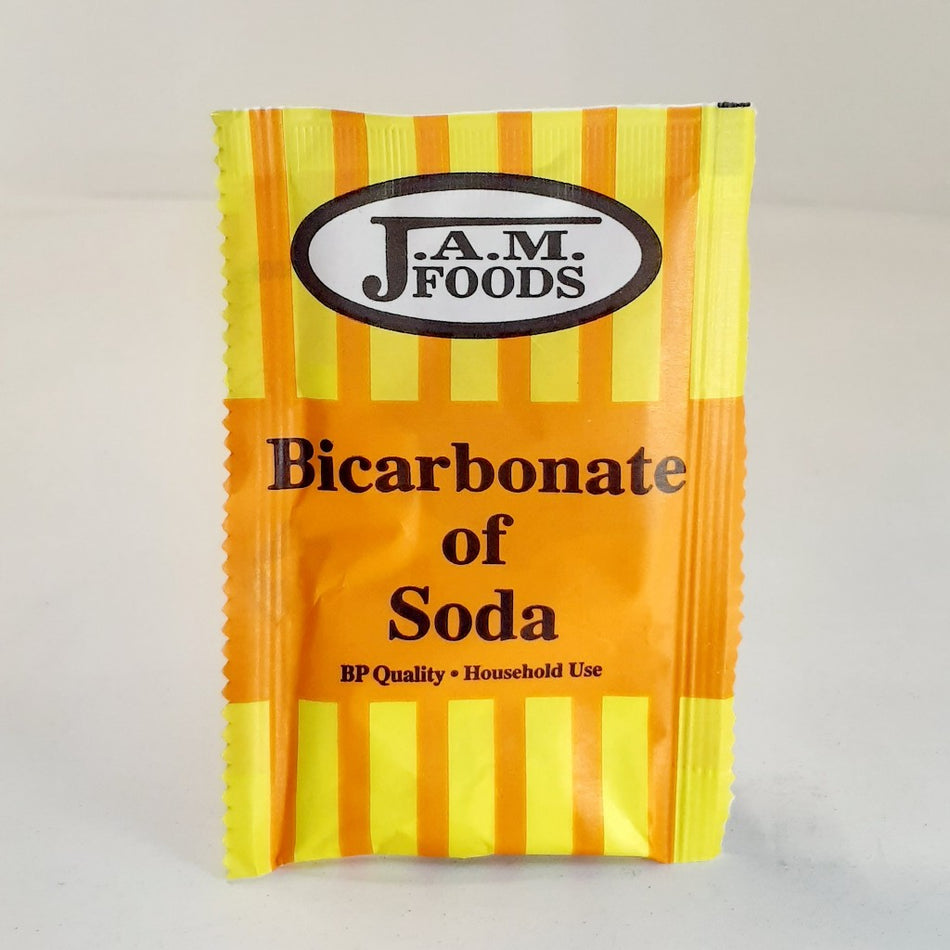 J.A.M.
FOODS
Bicarbonate
of
Soda
BP Quality • Household Use